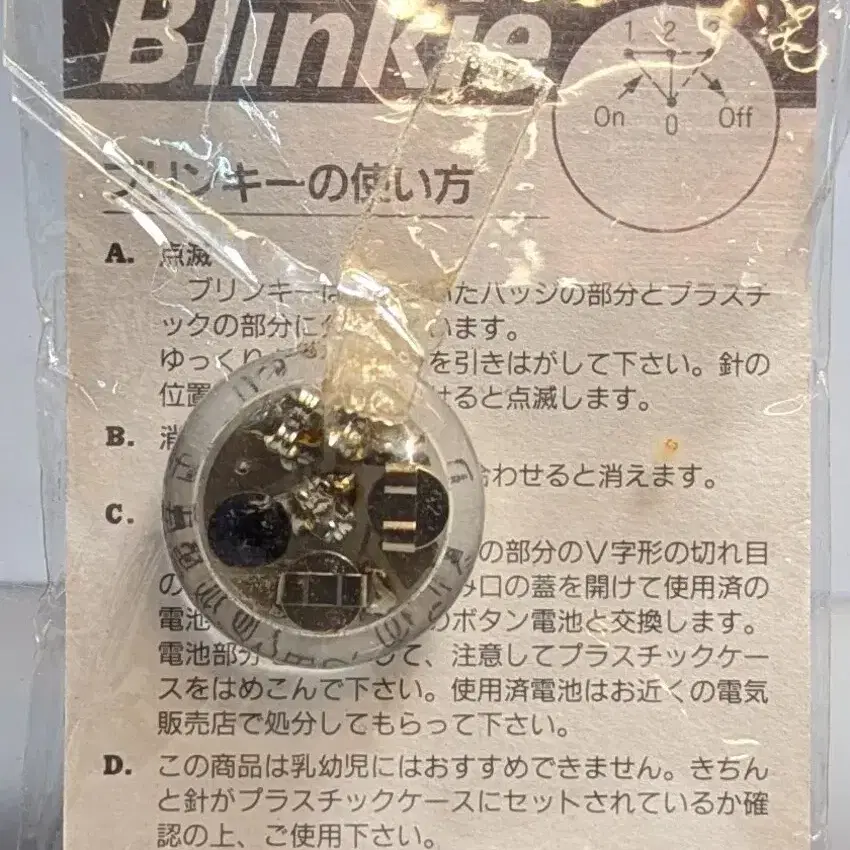 Blinkie
1 2
On 0 Off
ブリンキーの使い方
A. 点滅
ブリンキーは いたバッジの部分とプラスチ
ックの部分に います。
ゆっくり を引きはがして下さい。針の
位置 けると点滅します。
B. 消
合わせると消えます。
C.
の部分のV字形の切れ目
の み口の蓋を開けて使用済の
電池 のボタン電池と交換します。
電池部分 して、注意してプラスチックケー
スをはめこんで下さい。使用済電池はお近くの電気
販売店で処分してもらって下さい。
D. この商品は乳幼児にはおすすめできません。きちん
と針がプラスチックケースにセットされているか確
認の上、ご使用下さい。